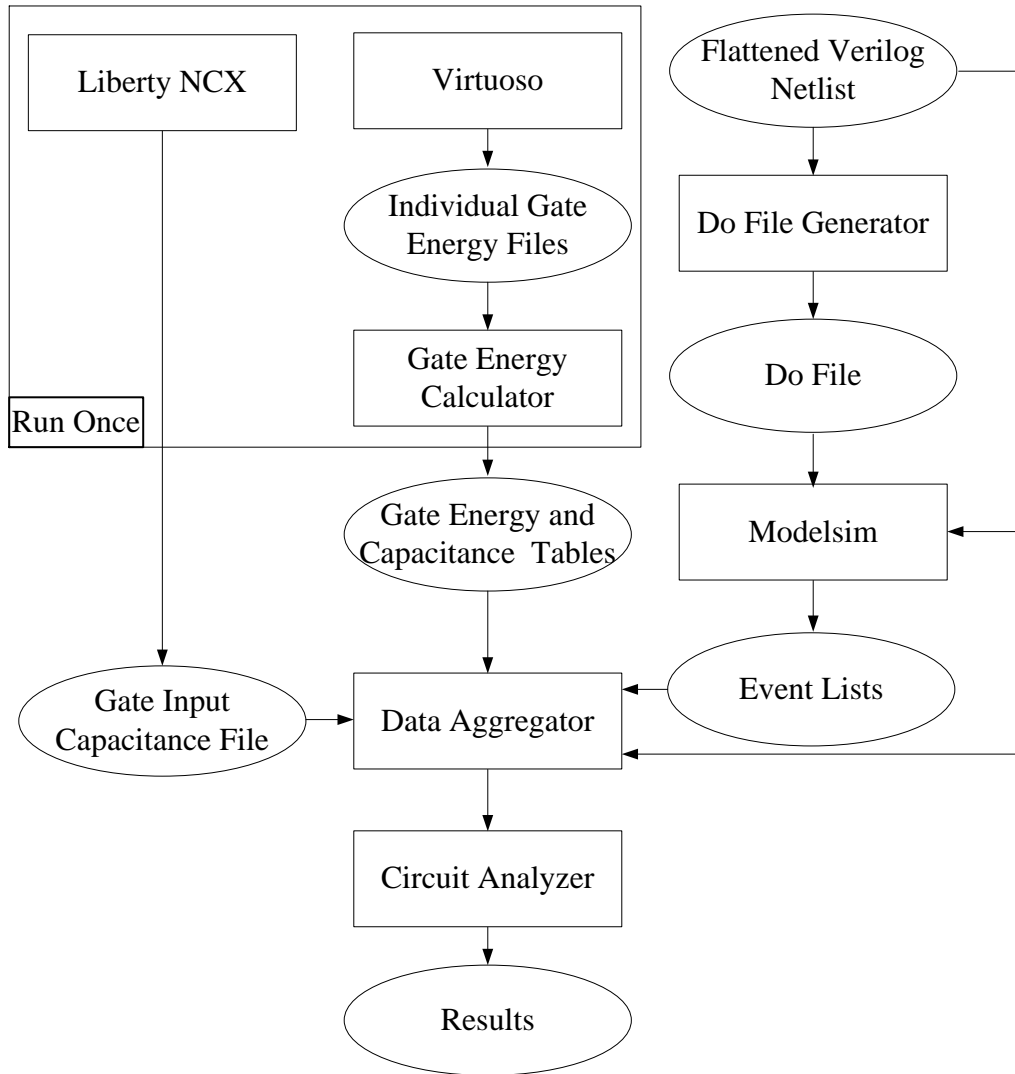 Liberty NCX
Virtuoso
Flattened Verilog
Netlist
Individual Gate
Energy Files
Do File Generator
Gate Energy
Calculator
Do File
Run Once
Gate Energy and
Capacitance Tables
Modelsim
Gate Input
Capacitance File
Data Aggregator
Event Lists
Circuit Analyzer
Results